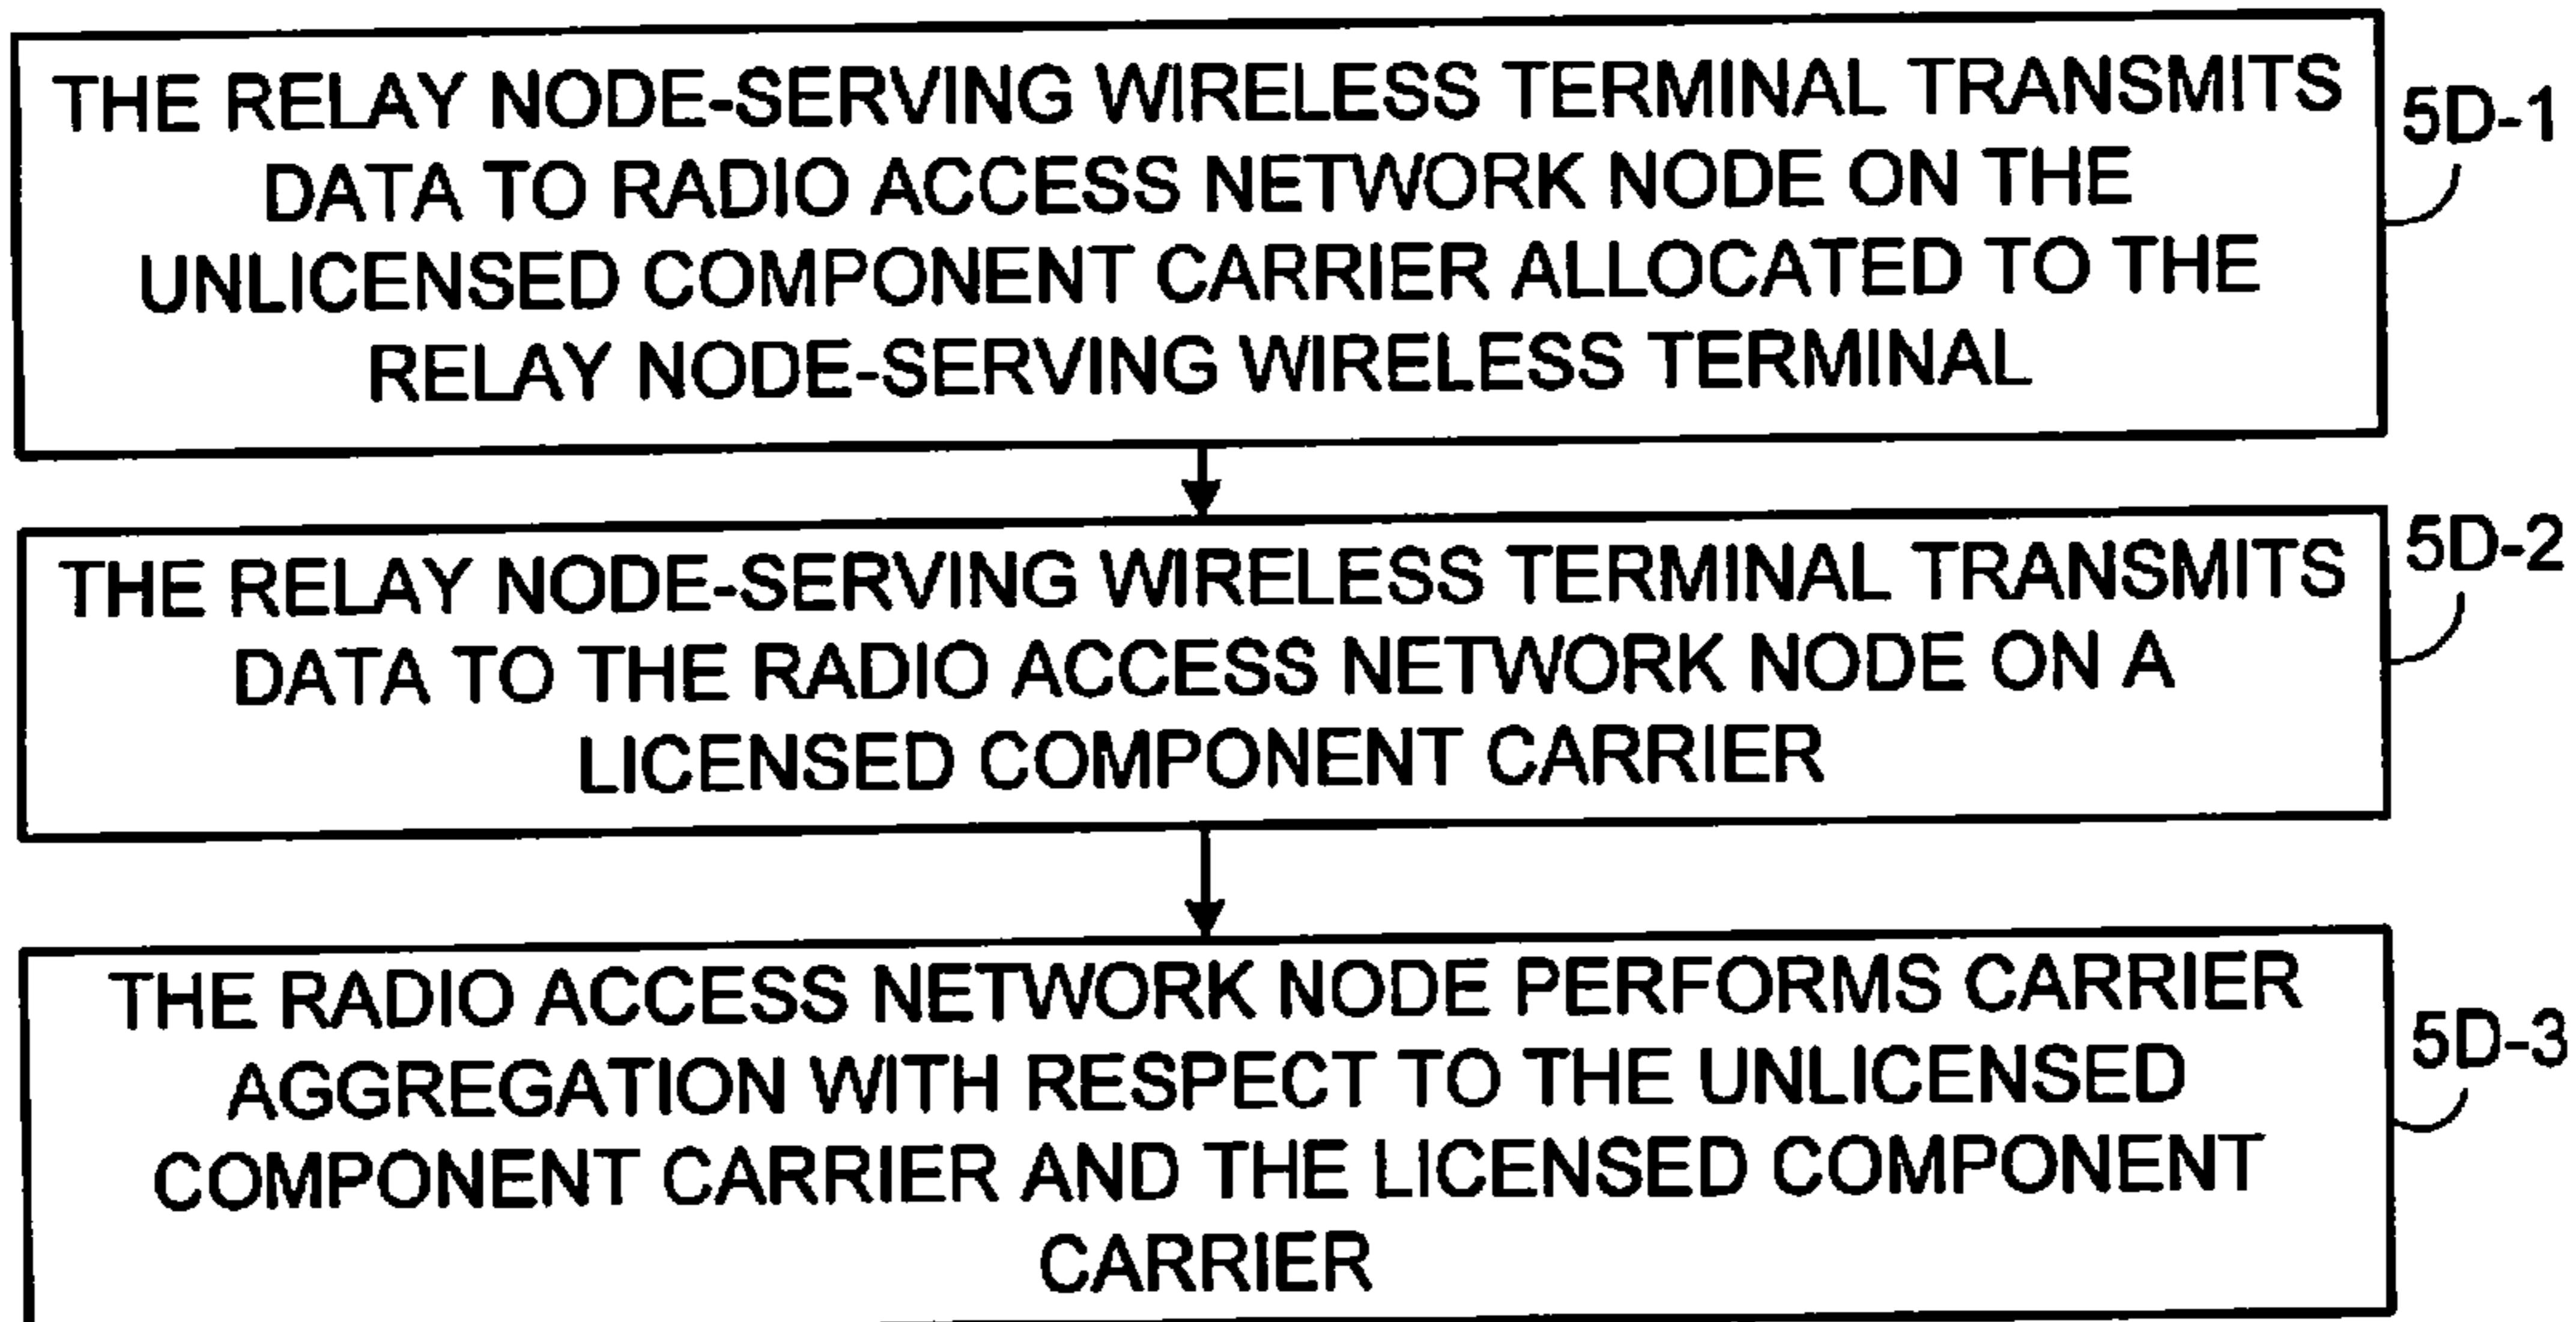 THE RELAY NODE-SERVING WIRELESS TERMINAL TRANSMITS
DATA TO RADIO ACCESS NETWORK NODE ON THE
UNLICENSED COMPONENT CARRIER ALLOCATED TO THE
RELAY NODE-SERVING WIRELESS TERMINAL
5D-1
THE RELAY NODE-SERVING WIRELESS TERMINAL TRANSMITS
DATA TO THE RADIO ACCESS NETWORK NODE ON A
LICENSED COMPONENT CARRIER
5D-2
THE RADIO ACCESS NETWORK NODE PERFORMS CARRIER
AGGREGATION WITH RESPECT TO THE UNLICENSED
COMPONENT CARRIER AND THE LICENSED COMPONENT
CARRIER
5D-3